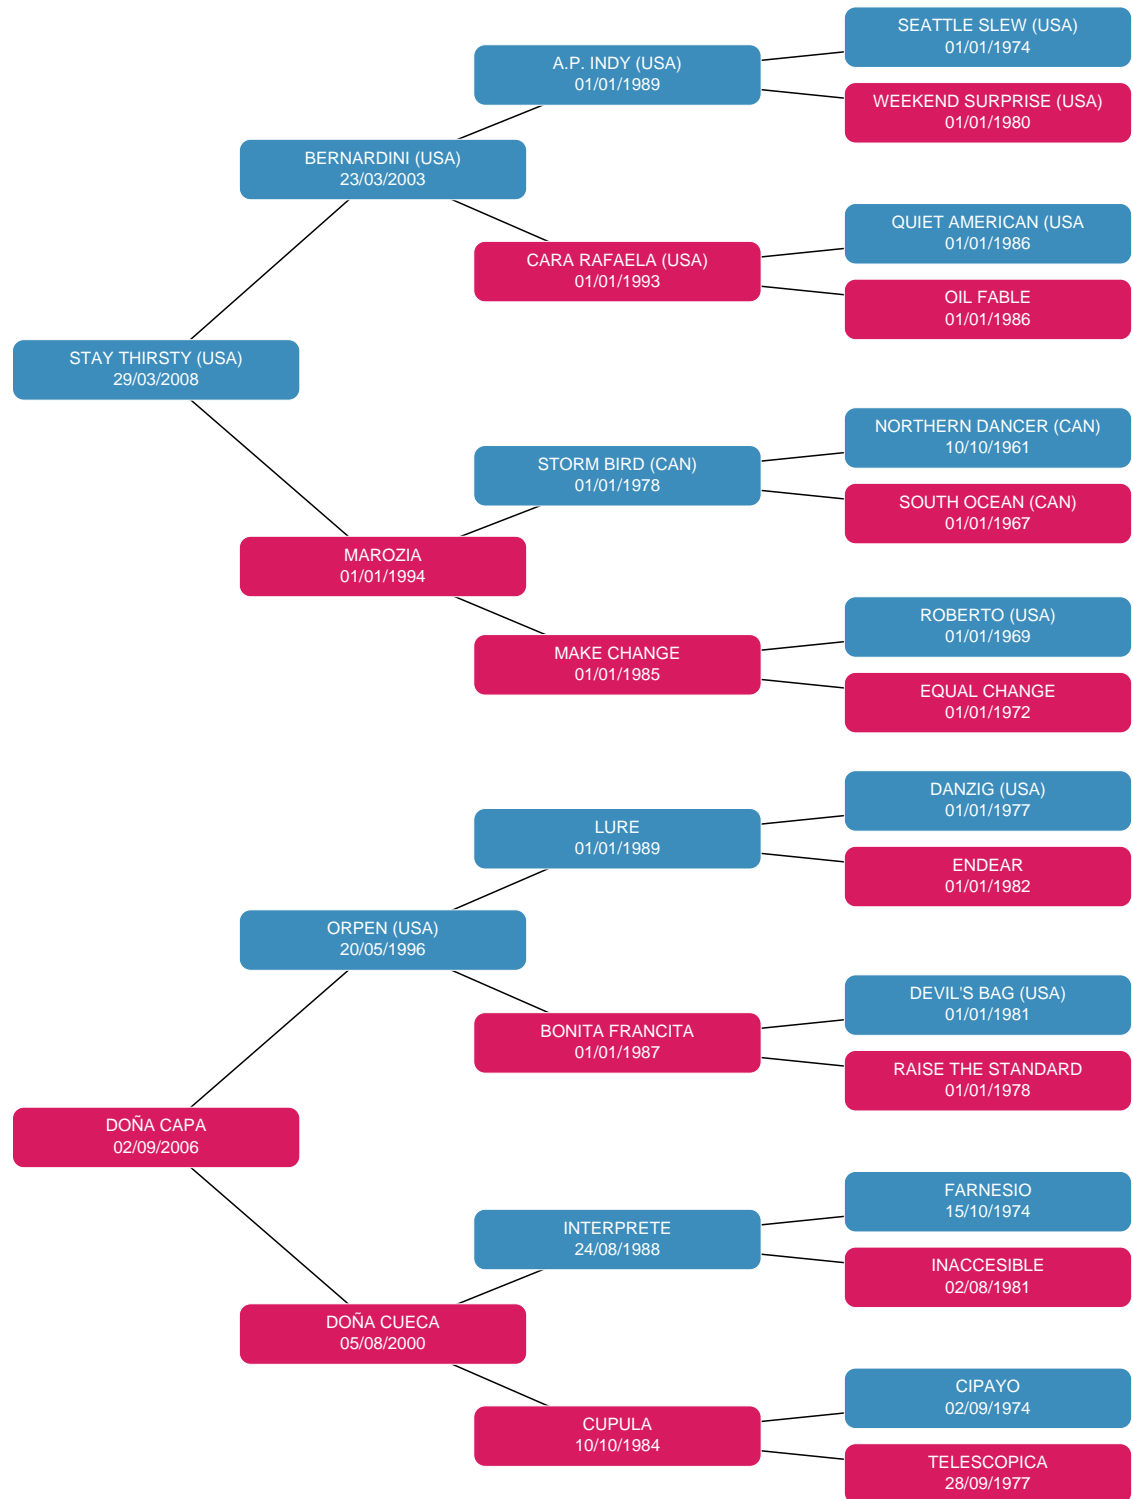 SEATTLE SLEW (USA)
01/01/1974
A.P. INDY (USA)
01/01/1989
WEEKEND SURPRISE (USA)
01/01/1980
BERNARDINI (USA)
23/03/2003
QUIET AMERICAN (USA
01/01/1986
CARA RAFAELA (USA)
01/01/1993
OIL FABLE
01/01/1986
STAY THIRSTY (USA)
29/03/2008
NORTHERN DANCER (CAN)
10/10/1961
STORM BIRD (CAN)
01/01/1978
SOUTH OCEAN (CAN)
01/01/1967
MAROZIA
01/01/1994
ROBERTO (USA)
01/01/1969
MAKE CHANGE
01/01/1985
EQUAL CHANGE
01/01/1972
DANZIG (USA)
01/01/1977
LURE
01/01/1989
ENDEAR
01/01/1982
ORPEN (USA)
20/05/1996
DEVIL'S BAG (USA)
01/01/1981
BONITA FRANCITA
01/01/1987
RAISE THE STANDARD
01/01/1978
DOÑA CAPA
02/09/2006
FARNESIO
15/10/1974
INTERPRETE
24/08/1988
INACCESIBLE
02/08/1981
DOÑA CUECA
05/08/2000
CIPAYO
02/09/1974
CUPULA
10/10/1984
TELESCOPICA
28/09/1977